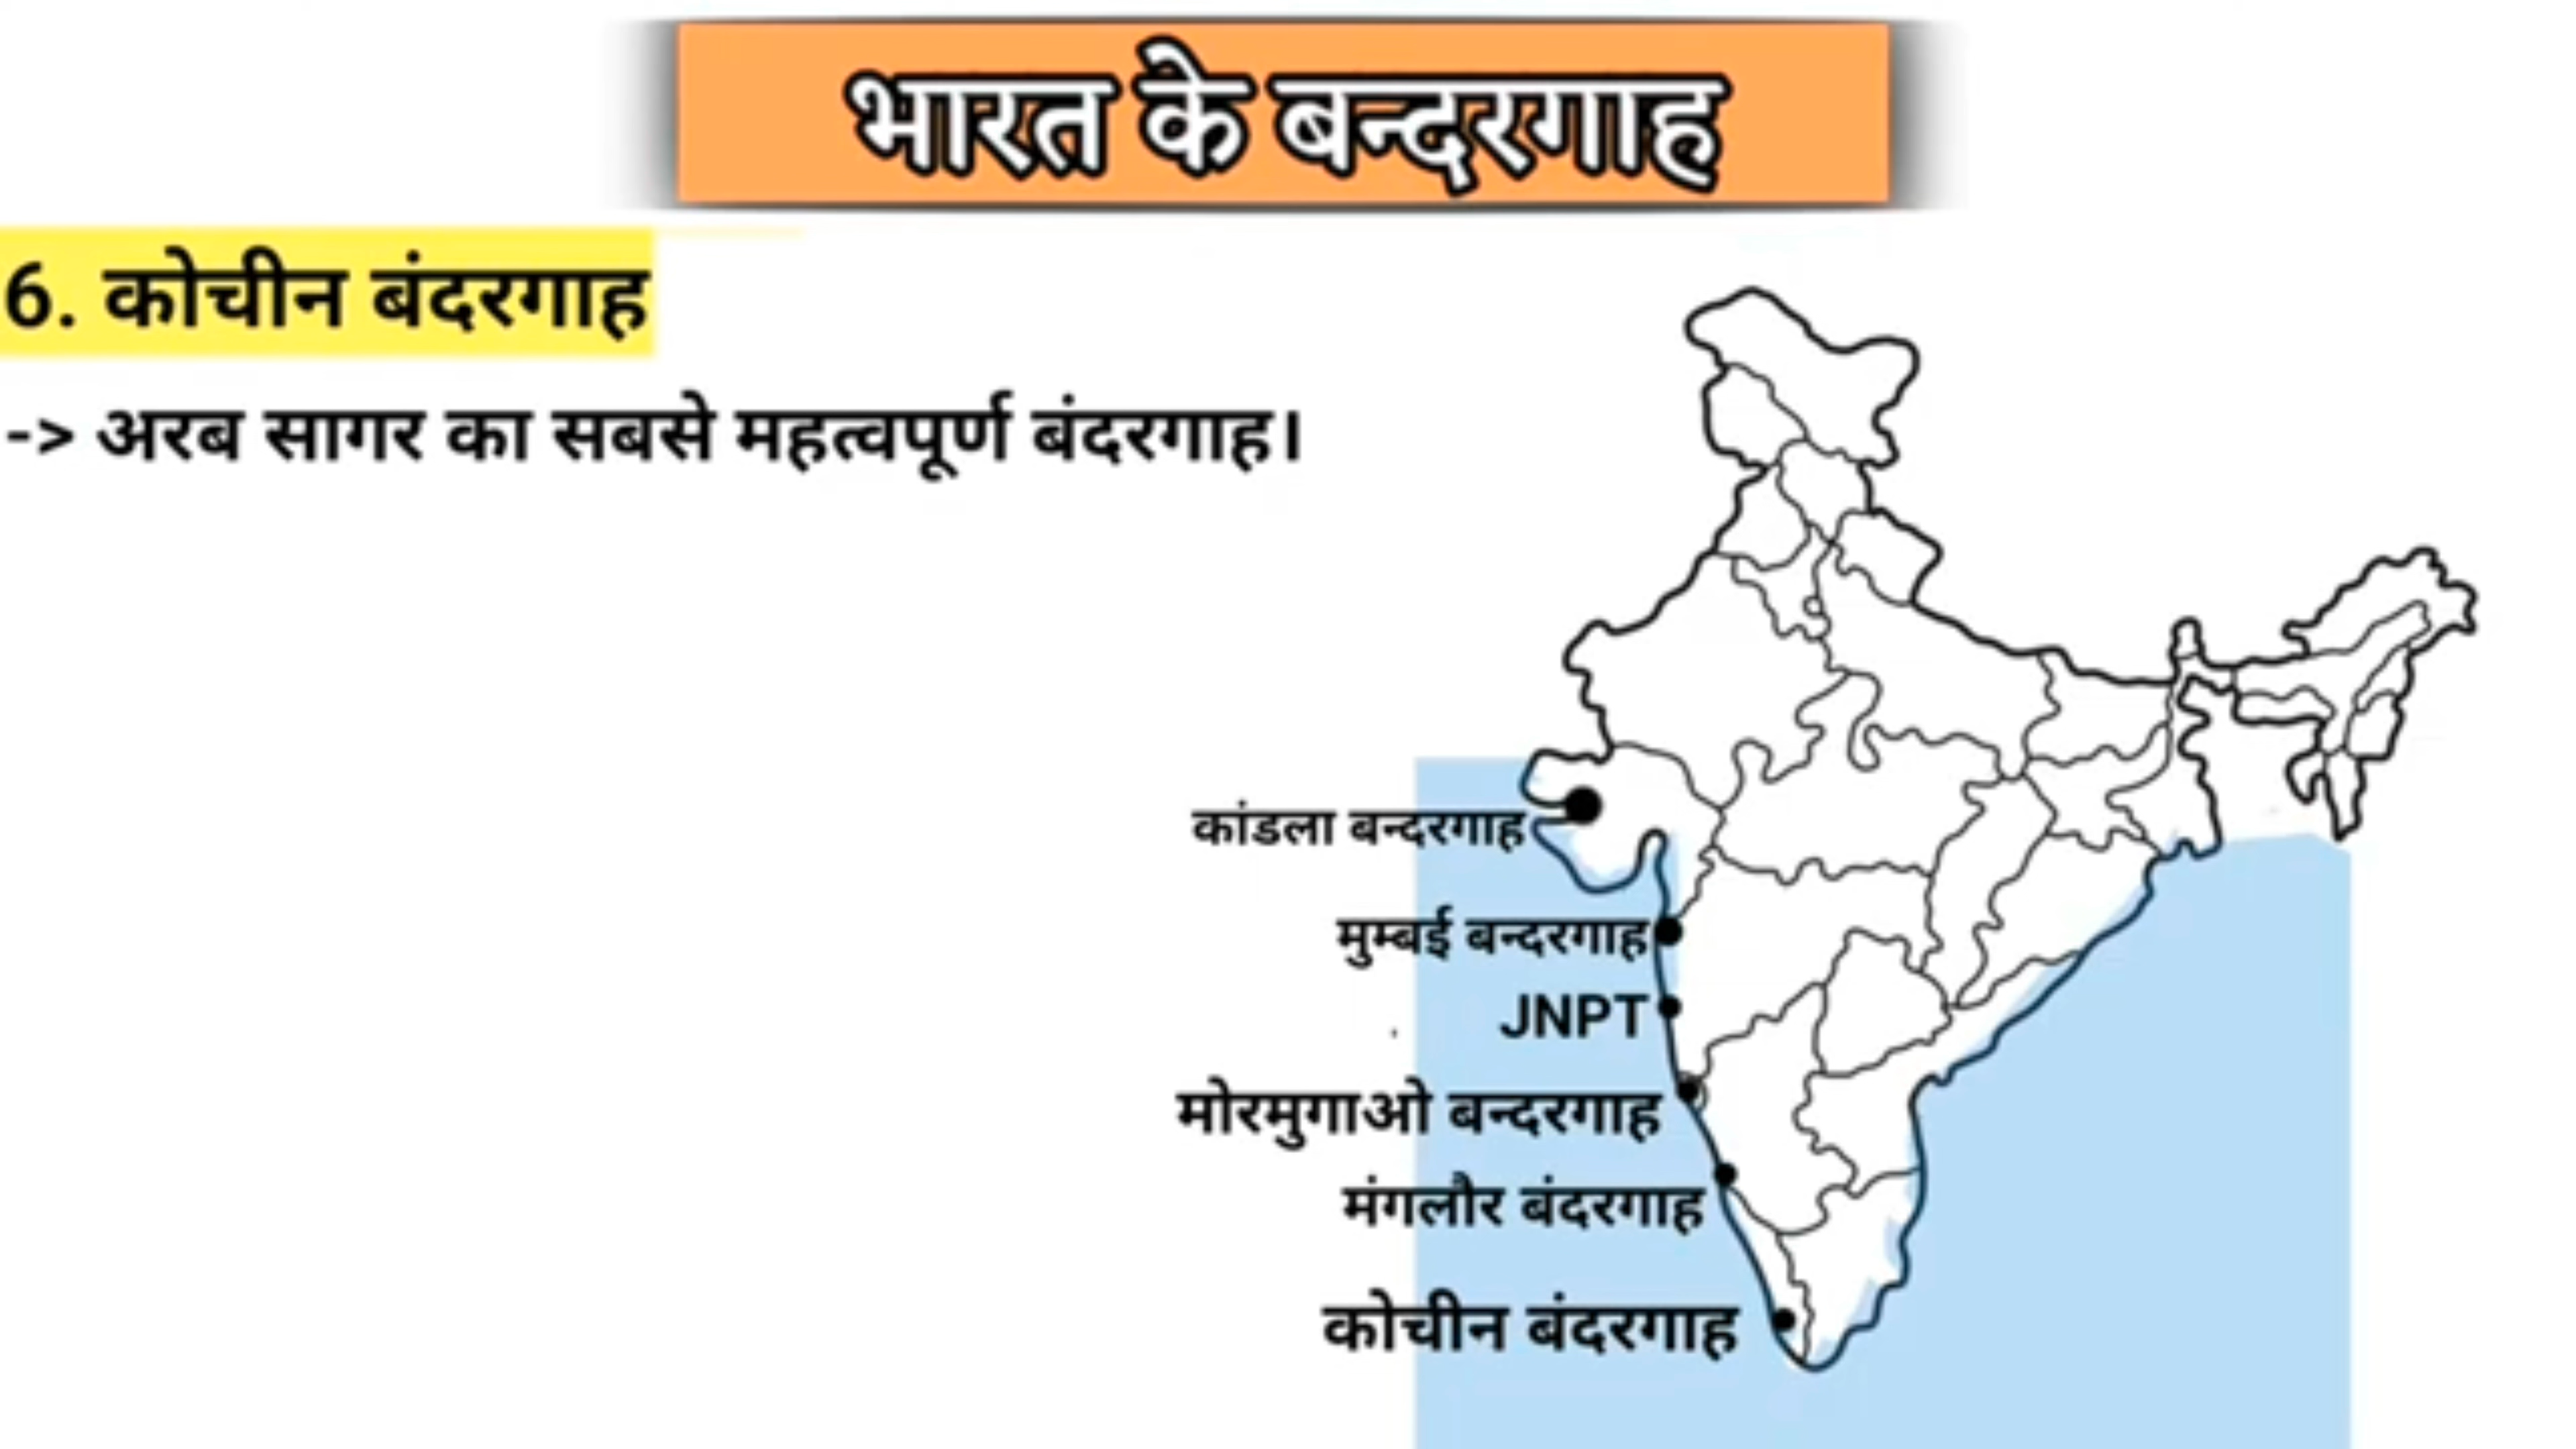 भारत के बन्दरगाह
6. कोचीन बंदरगाह
-> अरब सागर का सबसे महत्वपूर्ण बंदरगाह।
कांडला बन्दरगाह
मुम्बई बन्दरगाह
JNPT
मोरमुगाओ बन्दरगाह
मंगलौर बंदरगाह
कोचीन बंदरगाह